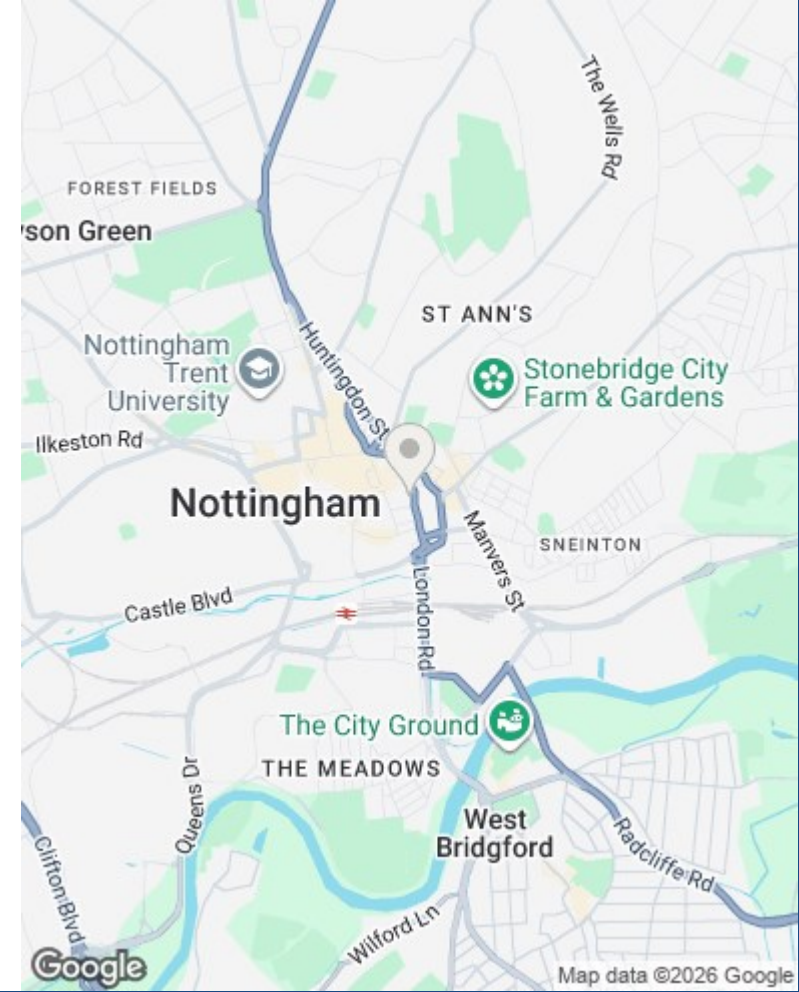 The Wells Rd
FOREST FIELDS
yson Green
ST ANN'S
Huntingdon St
Nottingham
Trent
University
Stonebridge City
Farm & Gardens
Ilkeston Rd
Nottingham
Manvers St
SNEINTON
Castle Blvd
London Rd
The City Ground
THE MEADOWS
Queens Dr
West
Bridgford
Radcliffe Rd
Clifton Blvd
Wilford Ln
Google
Map data ©2026 Google